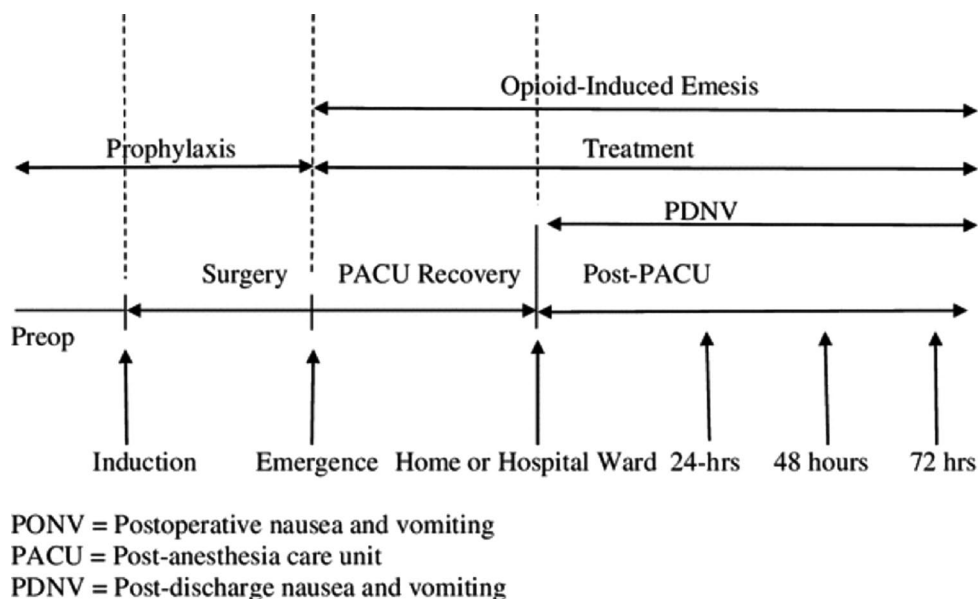 Opioid-Induced Emesis
Prophylaxis Treatment
PDNV
Surgery PACU Recovery Post-PACU
Preop
Induction Emergence Home or Hospital Ward 24-hrs 48 hours 72 hrs
PONV = Postoperative nausea and vomiting
PACU = Post-anesthesia care unit
PDNV = Post-discharge nausea and vomiting